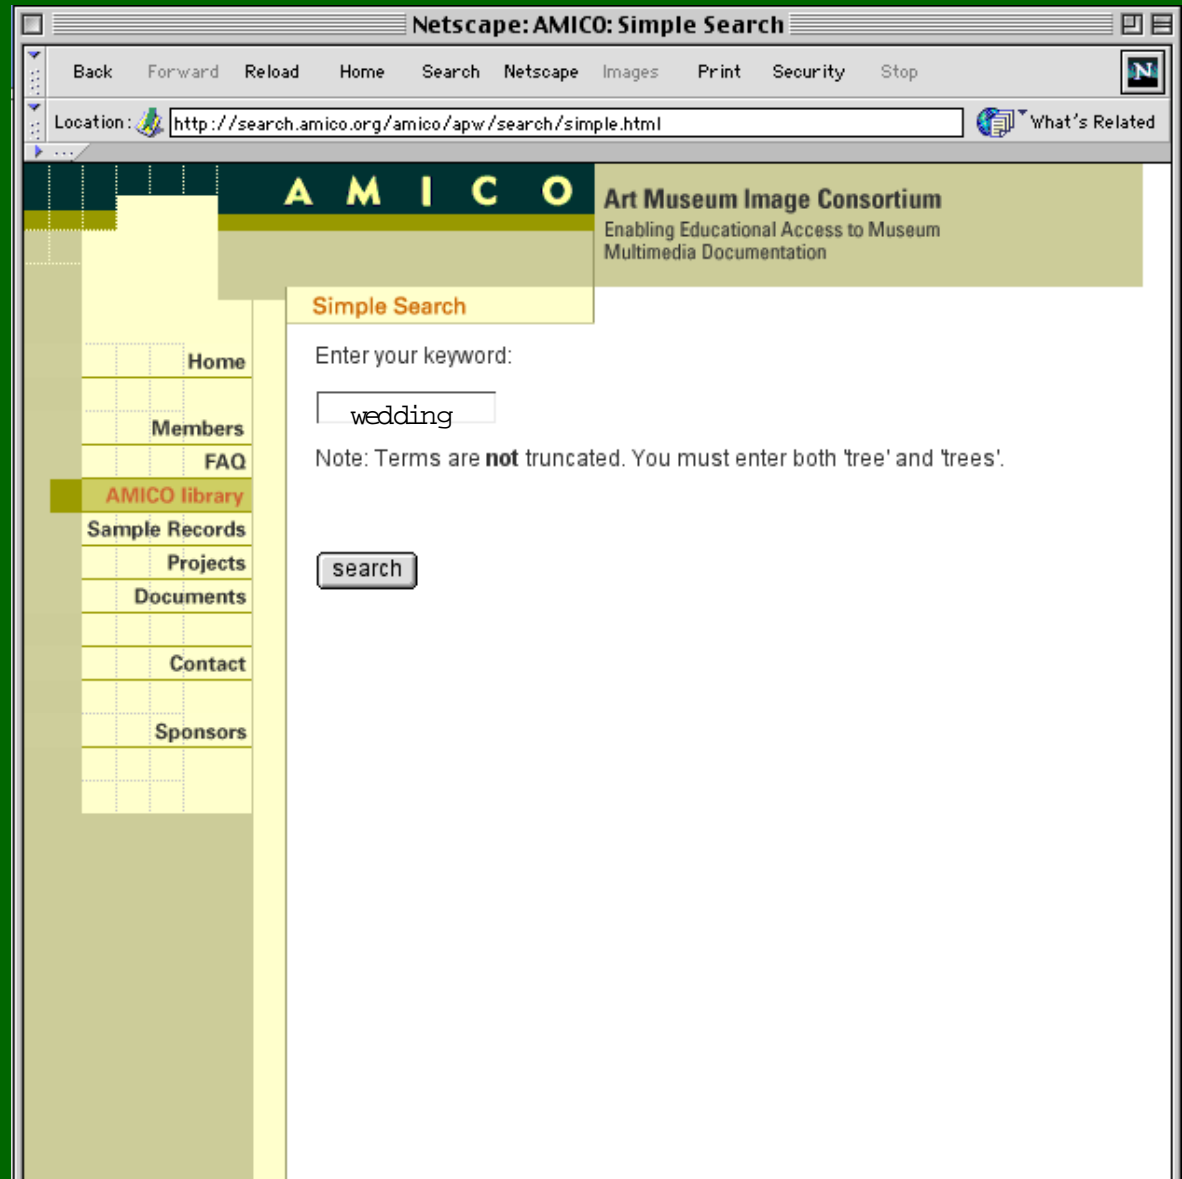 Netscape: AMICO: Simple Search
Back Forward Reload Home Search Netscape Images Print Security Stop
N
Location: http://search.amico.org/amico/apw/search/simple.html What's Related
...
A M I C O
Art Museum Image Consortium
Enabling Educational Access to Museum
Multimedia Documentation
Simple Search
Home
Members
FAQ
AMICO library
Sample Records
Projects
Documents
Contact
Sponsors
Enter your keyword:
wedding
Note: Terms are not truncated. You must enter both 'tree' and 'trees'.
search